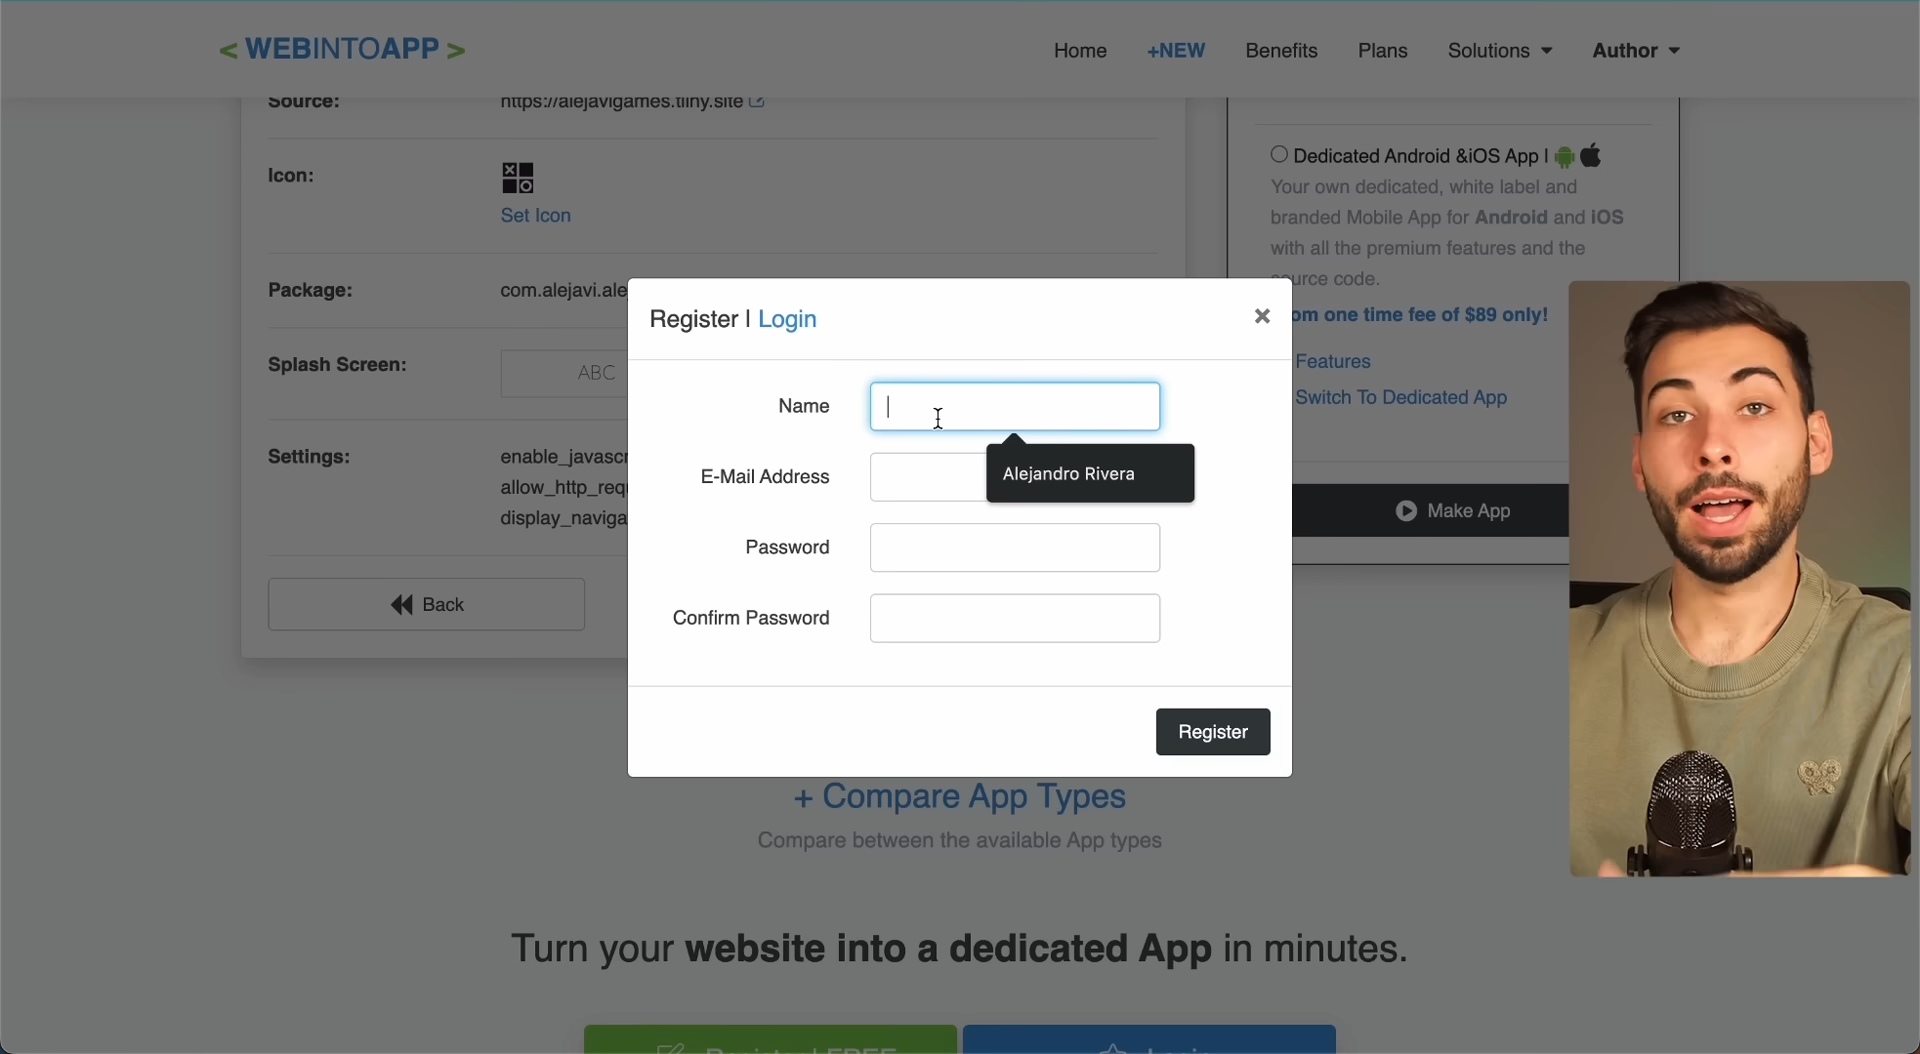 < WEBINTOAPP >
Home
+NEW
Benefits
Plans
Solutions
Author
Source:
https://alejavigames.tiiny.site
Icon:
Set Icon
Package:
com.alejavi.ale
Splash Screen:
ABC
Settings:
enable_javascr
allow_http_req
display_naviga
Back
Dedicated Android &iOS App |
Your own dedicated, white label and
branded Mobile App for Android and iOS
with all the premium features and the
source code.
om one time fee of $89 only!
Features
Switch To Dedicated App
Make App
Register | Login
×
Name
Alejandro Rivera
E-Mail Address
Password
Confirm Password
Register
+ Compare App Types
Compare between the available App types
Turn your website into a dedicated App in minutes.
Register | FREE
Login